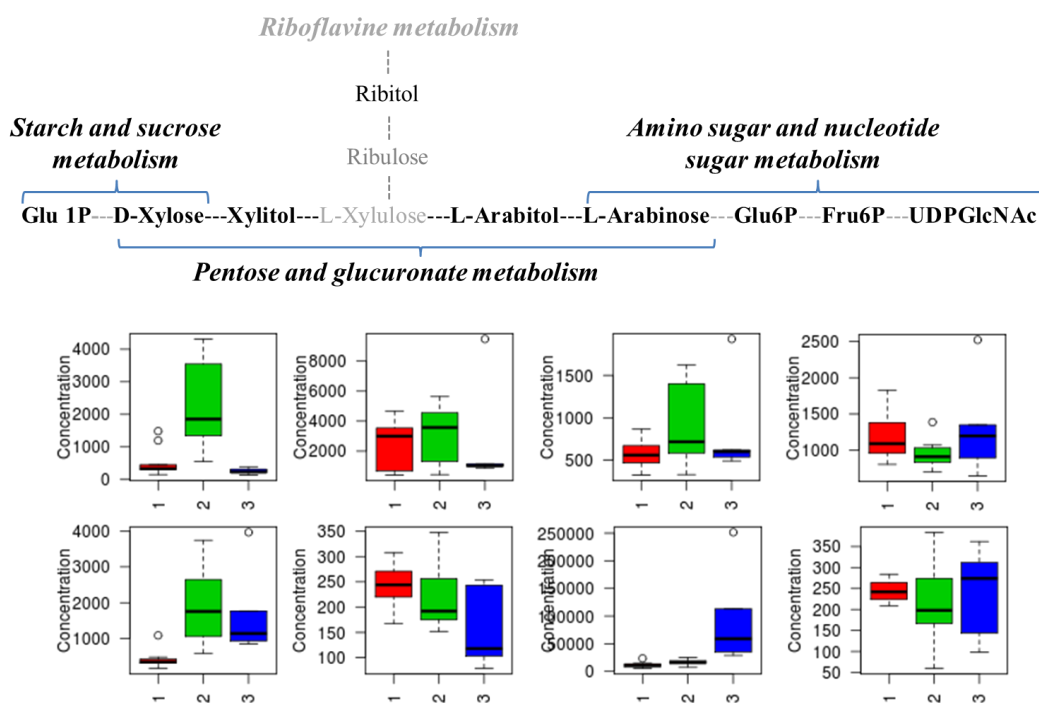 Riboflavine metabolism
Ribitol
Starch and sucrose
metabolism
Amino sugar and nucleotide
sugar metabolism
Ribulose
Glu 1P---D-Xylose---Xylitol---L-Xylulose---L-Arabitol---L-Arabinose---Glu6P---Fru6P---UDPGlcNAc
Pentose and glucuronate metabolism
Concentration
4000
3000
2000
1000
0
1 2 3
Concentration
8000
6000
4000
2000
1 2 3
Concentration
1500
1000
500
1 2 3
Concentration
2500
2000
1500
1000
1 2 3
Concentration
4000
3000
2000
1000
1 2 3
Concentration
350
300
250
200
150
100
1 2 3
Concentration
250000
200000
150000
100000
50000
0
1 2 3
Concentration
350
300
250
200
150
100
50
1 2 3